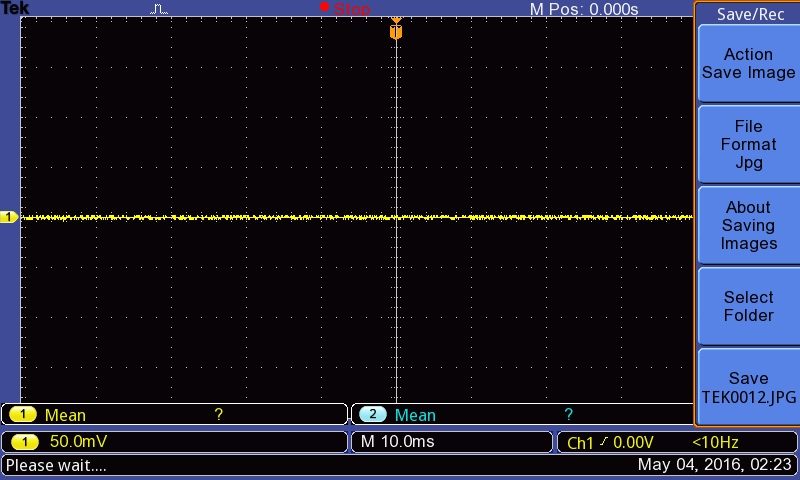 Tek
Stop
M Pos: 0.000s
T
1
Save/Rec
Action
Save Image
File
Format
Jpg
About
Saving
Images
Select
Folder
Save
TEK0012.JPG
1 Mean ?
2 Mean ?
1 50.0mV
M 10.0ms
Ch1 0.00V <10Hz
Please wait....
May 04, 2016, 02:23